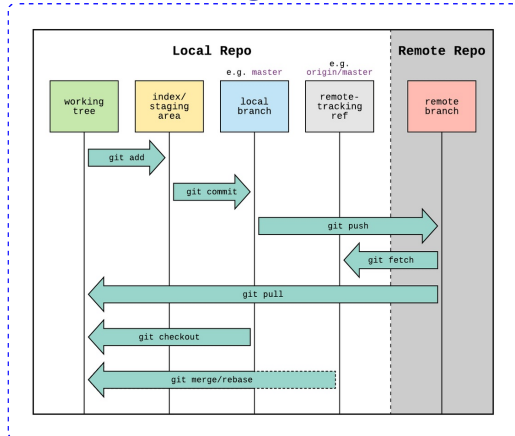 Local Repo
Remote Repo
e.g. master
e.g.
origin/master
working
tree
index/
staging
area
local
branch
remote-
tracking
ref
remote
branch
git add
git commit
git push
git fetch
git pull
git checkout
git merge/rebase